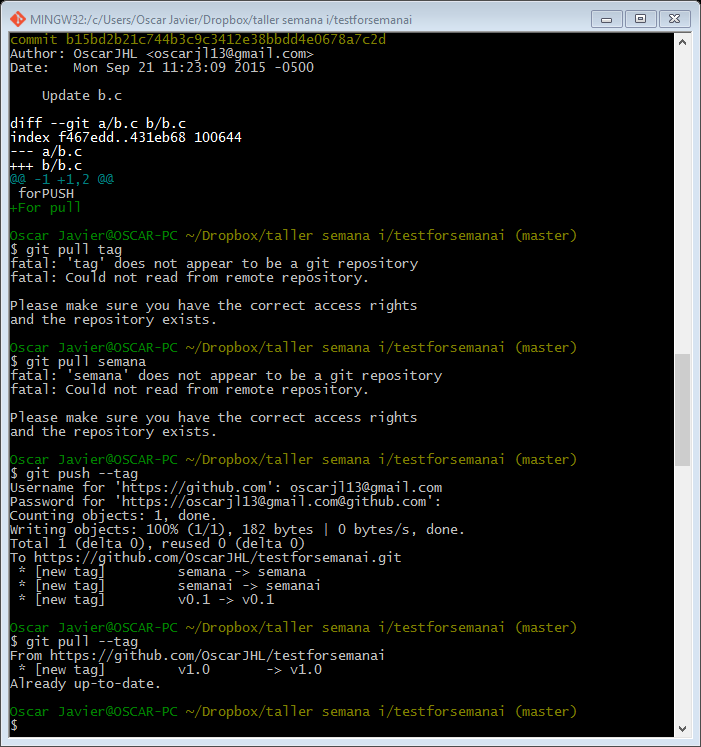 MINGW32:/c/Users/Oscar Javier/Dropbox/taller semana i/testforsemanai
commit b15bd2b21c744b3c9c3412e38bbdd4e0678a7c2d
Author: OscarJHL <oscarjl13@gmail.com>
Date:   Mon Sep 21 11:23:09 2015 -0500

    Update b.c

diff --git a/b.c b/b.c
index f467edd..431eb68 100644
--- a/b.c
+++ b/b.c
@@ -1 +1,2 @@
 forPUSH
+For pull

Oscar Javier@OSCAR-PC ~/Dropbox/taller semana i/testforsemanai (master)
$ git pull tag
fatal: 'tag' does not appear to be a git repository
fatal: Could not read from remote repository.

Please make sure you have the correct access rights
and the repository exists.

Oscar Javier@OSCAR-PC ~/Dropbox/taller semana i/testforsemanai (master)
$ git pull semana
fatal: 'semana' does not appear to be a git repository
fatal: Could not read from remote repository.

Please make sure you have the correct access rights
and the repository exists.

Oscar Javier@OSCAR-PC ~/Dropbox/taller semana i/testforsemanai (master)
$ git push --tag
Username for 'https://github.com': oscarjl13@gmail.com
Password for 'https://oscarjl13@gmail.com@github.com':
Counting objects: 1, done.
Writing objects: 100% (1/1), 182 bytes | 0 bytes/s, done.
Total 1 (delta 0), reused 0 (delta 0)
To https://github.com/OscarJHL/testforsemanai.git
 * [new tag]         semana -> semana
 * [new tag]         semanai -> semanai
 * [new tag]         v0.1 -> v0.1

Oscar Javier@OSCAR-PC ~/Dropbox/taller semana i/testforsemanai (master)
$ git pull --tag
From https://github.com/OscarJHL/testforsemanai
 * [new tag]         v1.0       -> v1.0
Already up-to-date.

Oscar Javier@OSCAR-PC ~/Dropbox/taller semana i/testforsemanai (master)
$